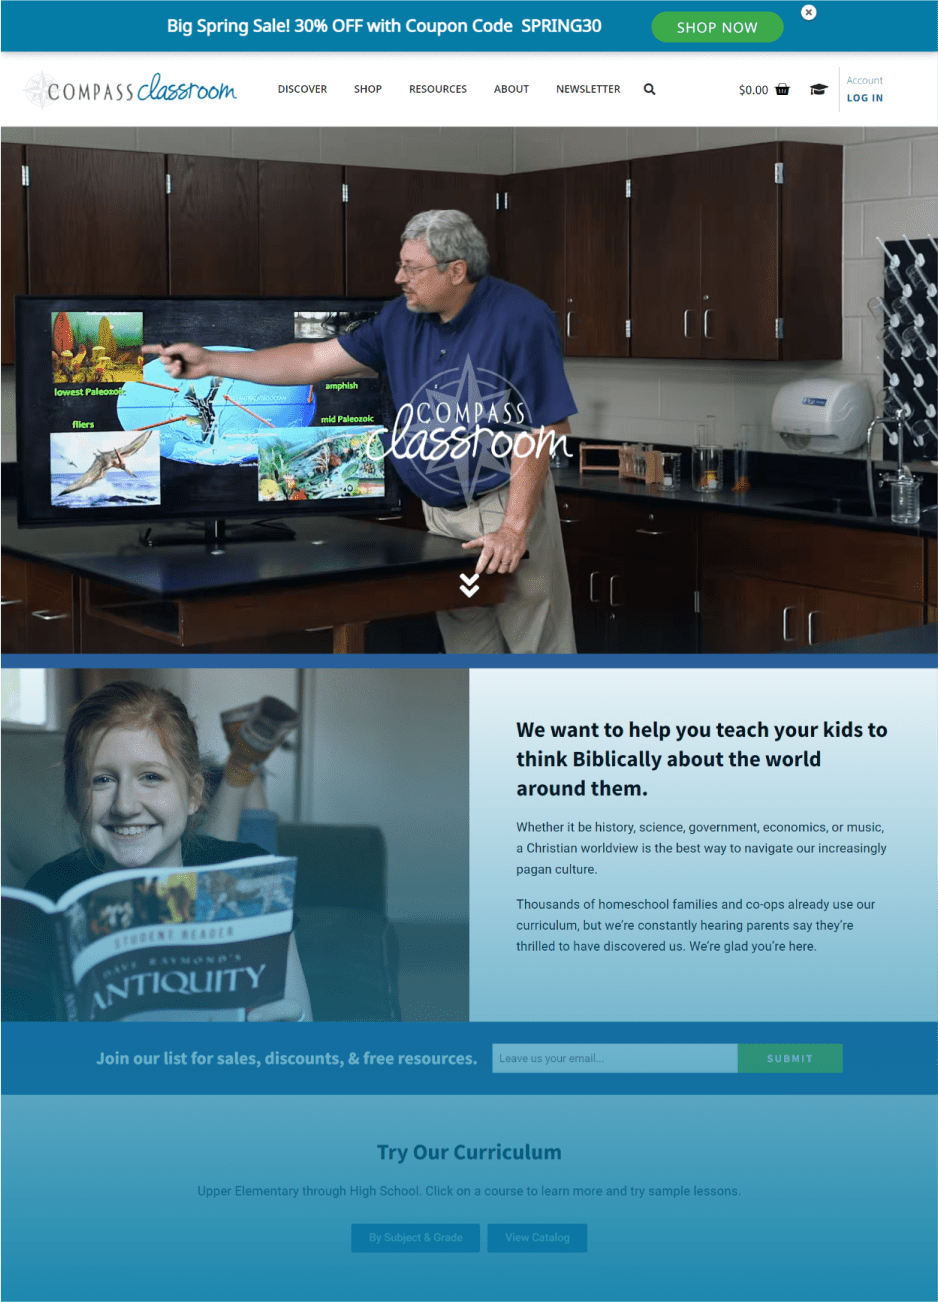 Big Spring Sale! 30% OFF with Coupon Code SPRING30
SHOP NOW
COMPASS classroom
DISCOVER
SHOP
RESOURCES
ABOUT
NEWSLETTER
$0.00
Account
LOG IN
lowest Paleozoic
amphish
fliers
mid Paleozoic
COMPASS
classroom
We want to help you teach your kids to
think Biblically about the world
around them.
Whether it be history, science, government, economics, or music,
a Christian worldview is the best way to navigate our increasingly
pagan culture.
Thousands of homeschool families and co-ops already use our
curriculum, but we're constantly hearing parents say they're
thrilled to have discovered us. We're glad you're here.
STUDENT READER
DAVE RAYMOND'S
ANTIQUITY
Join our list for sales, discounts, & free resources.
Leave us your email...
SUBMIT
Try Our Curriculum
Upper Elementary through High School. Click on a course to learn more and try sample lessons.
By Subject & Grade
View Catalog